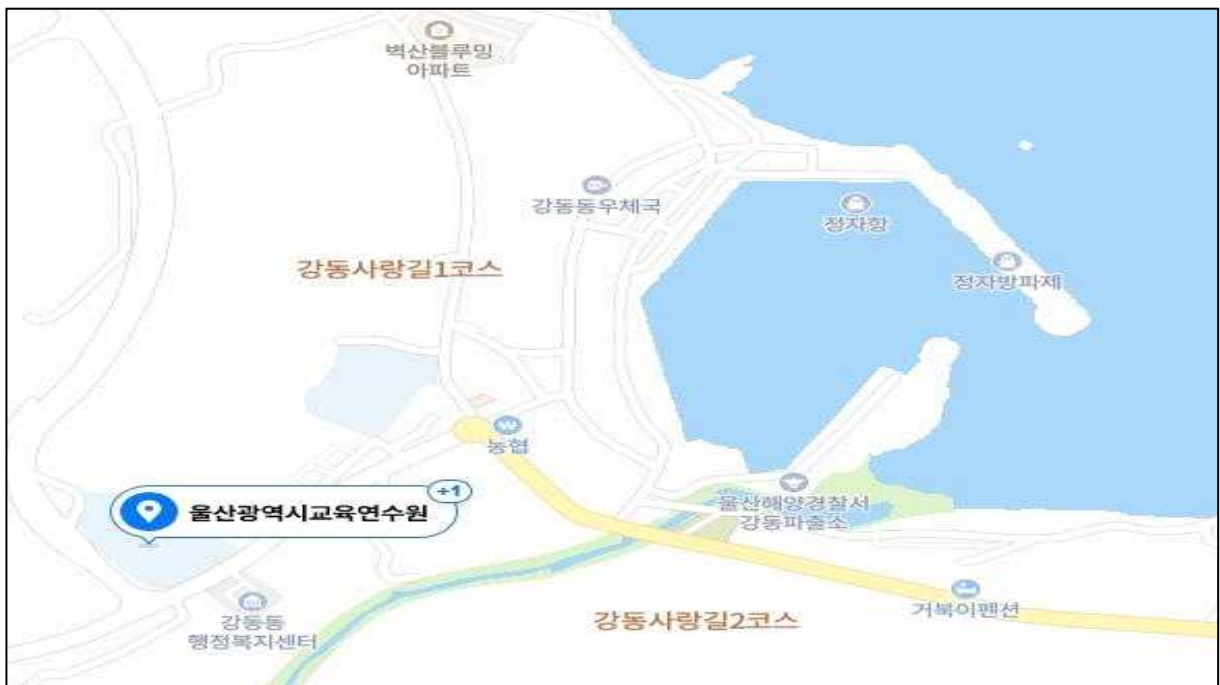 벽산블루밍
아파트
강동동우체국
정자항
강동사랑길1코스
정자방파제
농협
+1
울산광역시교육연수원
울산해양경찰서
강동파출소
강동동
행정복지센터
거북이펜션
강동사랑길2코스